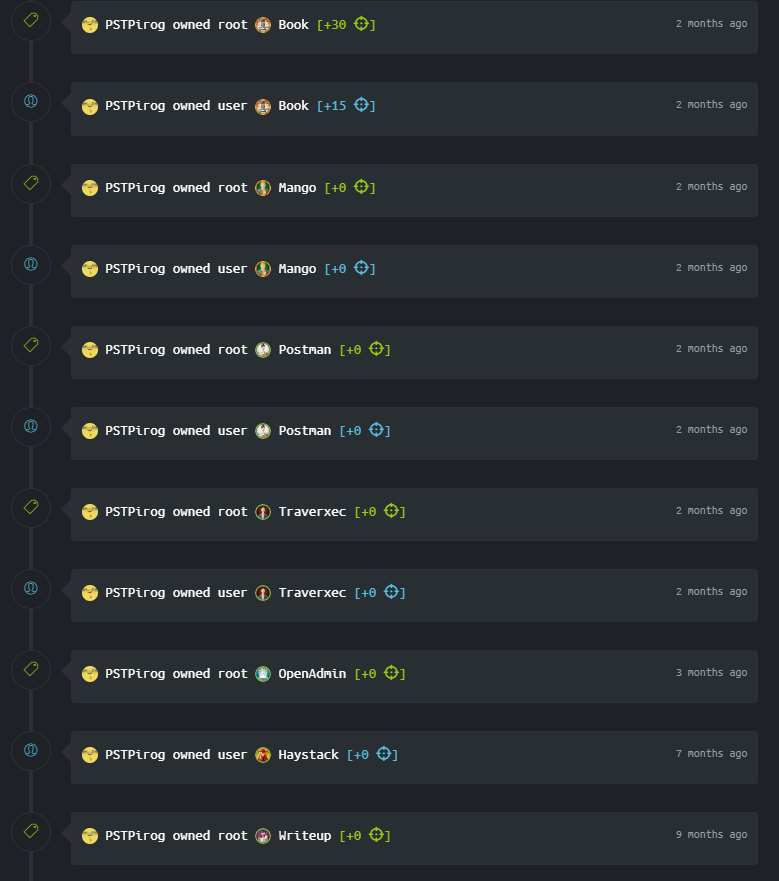 PSTPirog owned root Book [+30 ] 2 months ago
PSTPirog owned user Book [+15 ] 2 months ago
PSTPirog owned root Mango [+0 ] 2 months ago
PSTPirog owned user Mango [+0 ] 2 months ago
PSTPirog owned root Postman [+0 ] 2 months ago
PSTPirog owned user Postman [+0 ] 2 months ago
PSTPirog owned root Traverxec [+0 ] 2 months ago
PSTPirog owned user Traverxec [+0 ] 2 months ago
PSTPirog owned root OpenAdmin [+0 ] 3 months ago
PSTPirog owned user Haystack [+0 ] 7 months ago
PSTPirog owned root Writeup [+0 ] 9 months ago